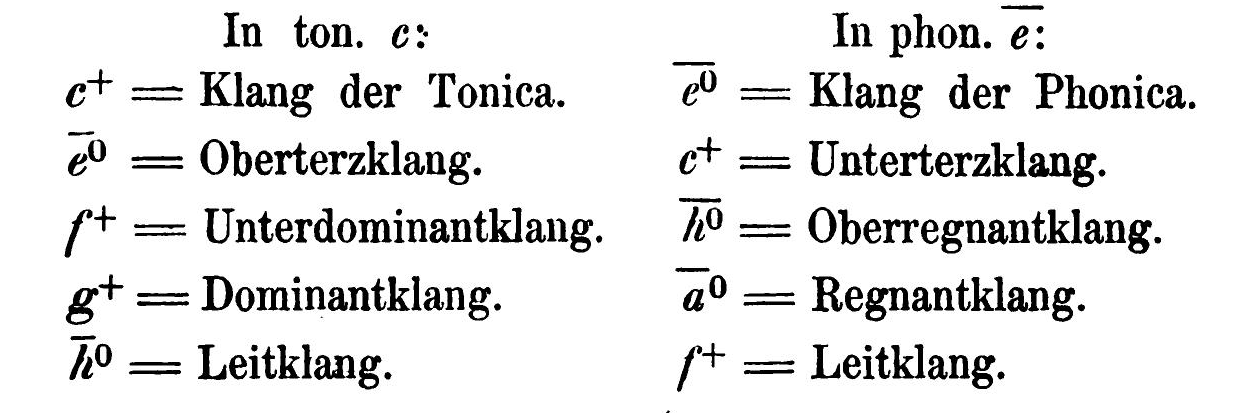 In ton. c:
c⁺ = Klang der Tonica.
e̅⁰ = Oberterzklang.
f⁺ = Unterdominantklang.
g⁺ = Dominantklang.
h̅⁰ = Leitklang.
In phon. e̅:
e̅⁰ = Klang der Phonica.
c⁺ = Unterterzklang.
h̅⁰ = Oberregnantklang.
a̅⁰ = Regnantklang.
f⁺ = Leitklang.